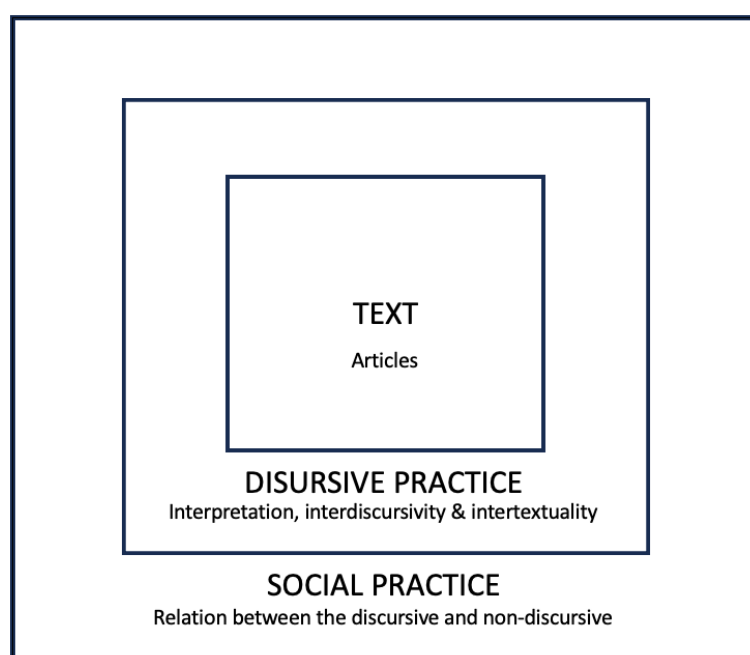 TEXT
Articles
DISURSIVE PRACTICE
Interpretation, interdiscursivity & intertextuality
SOCIAL PRACTICE
Relation between the discursive and non-discursive